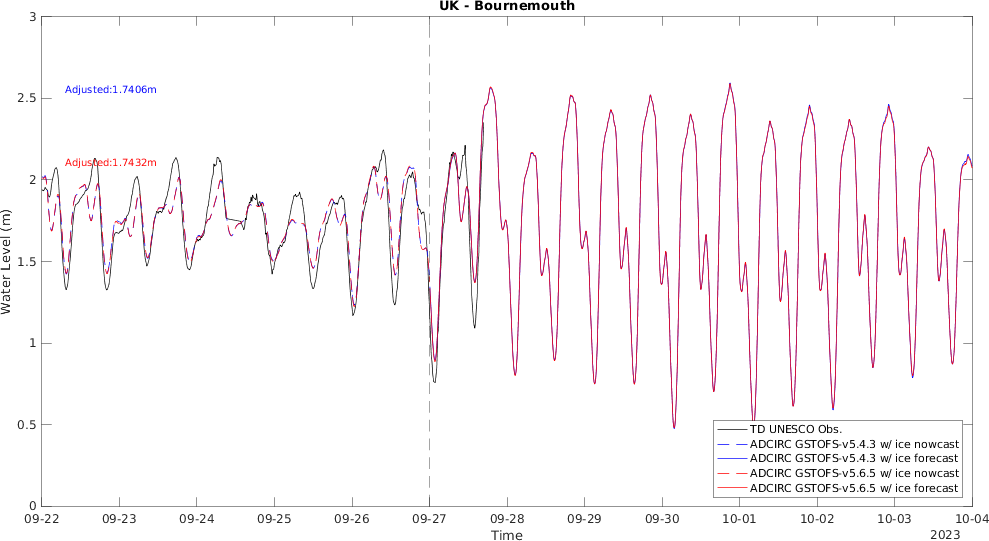 UK - Bournemouth
3
2.5
2
1.5
1
0.5
0
Water Level (m)
Adjusted:1.7406m
Adjusted:1.7432m
TD UNESCO Obs.
ADCIRC GSTOFS-v5.4.3 w/ ice nowcast
ADCIRC GSTOFS-v5.4.3 w/ ice forecast
ADCIRC GSTOFS-v5.6.5 w/ ice nowcast
ADCIRC GSTOFS-v5.6.5 w/ ice forecast
09-22 09-23 09-24 09-25 09-26 09-27 09-28 09-29 09-30 10-01 10-02 10-03 10-04
Time
2023